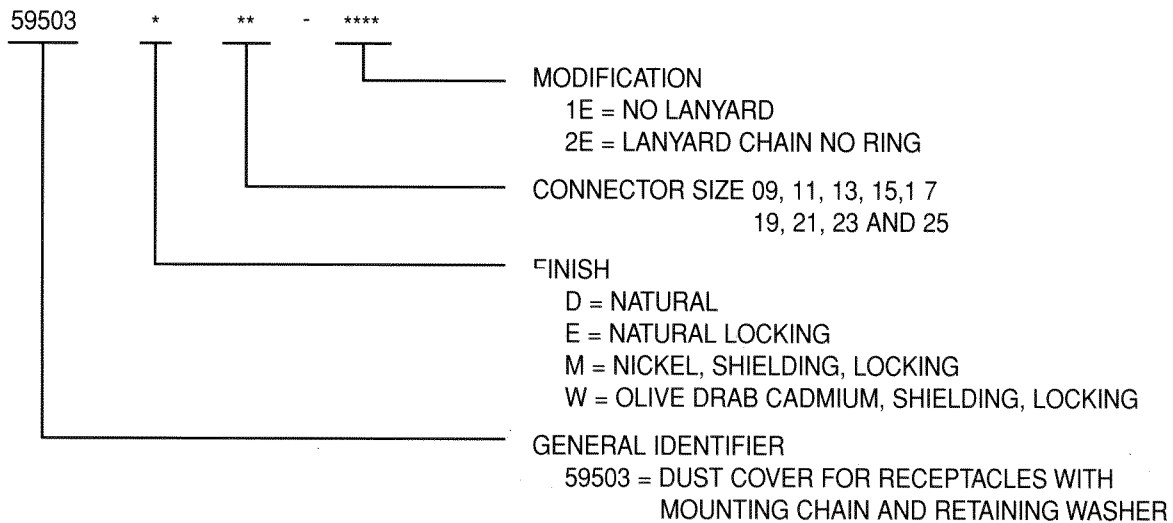 59503 * ** - ****
MODIFICATION
1E = NO LANYARD
2E = LANYARD CHAIN NO RING
CONNECTOR SIZE 09, 11, 13, 15,1 7
19, 21, 23 AND 25
FINISH
D = NATURAL
E = NATURAL LOCKING
M = NICKEL, SHIELDING, LOCKING
W = OLIVE DRAB CADMIUM, SHIELDING, LOCKING
GENERAL IDENTIFIER
59503 = DUST COVER FOR RECEPTACLES WITH
MOUNTING CHAIN AND RETAINING WASHER